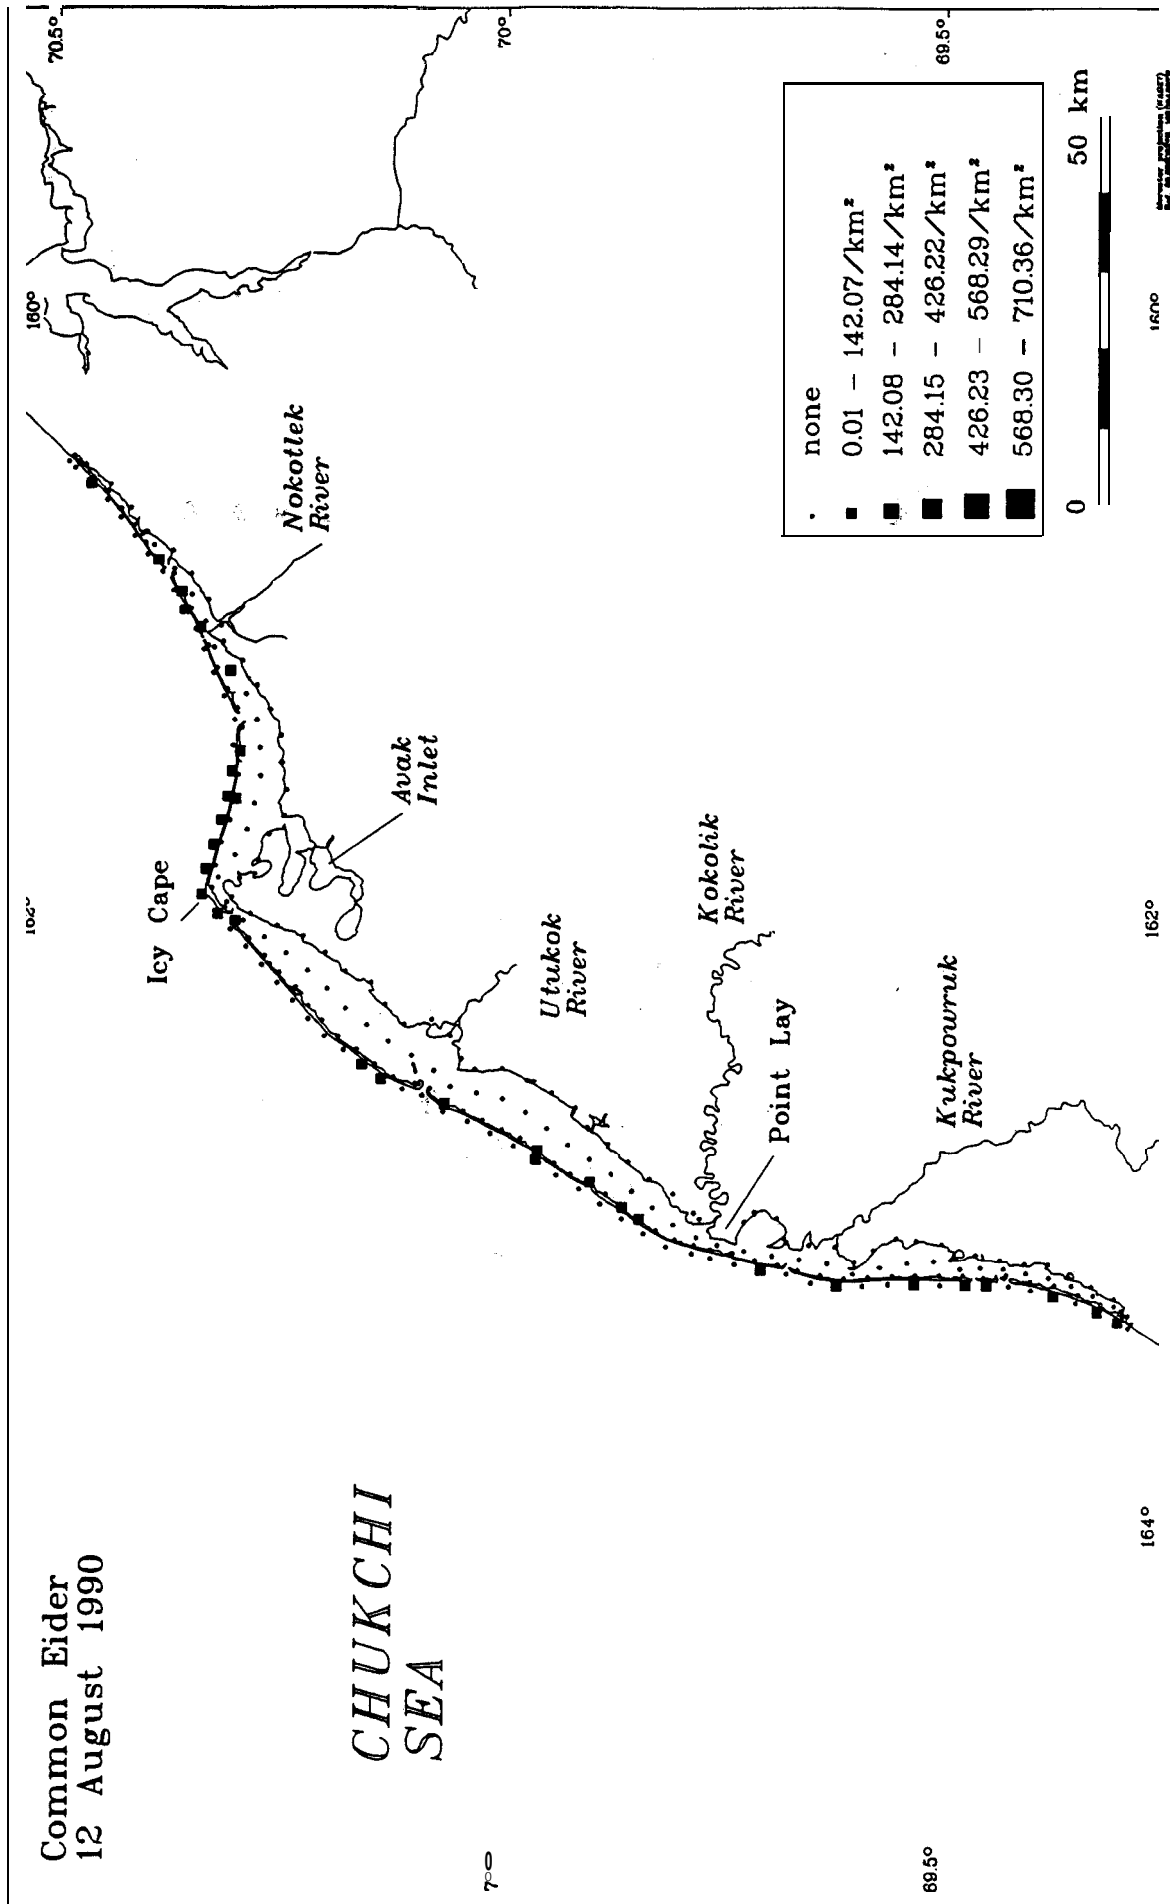 Common Eider
12 August 1990
CHUKCHI
SEA
Icy Cape
Nokotlek
River
Avak
Inlet
Utukok
River
Kokolik
River
Point Lay
Kukpowruk
River
none
0.01 – 142.07/km²
142.08 – 284.14/km²
284.15 – 426.22/km²
426.23 – 568.29/km²
568.30 – 710.36/km²
0
50 km
70.5°
70°
69.5°
160°
162°
70°
69.5°
164°
162°
160°